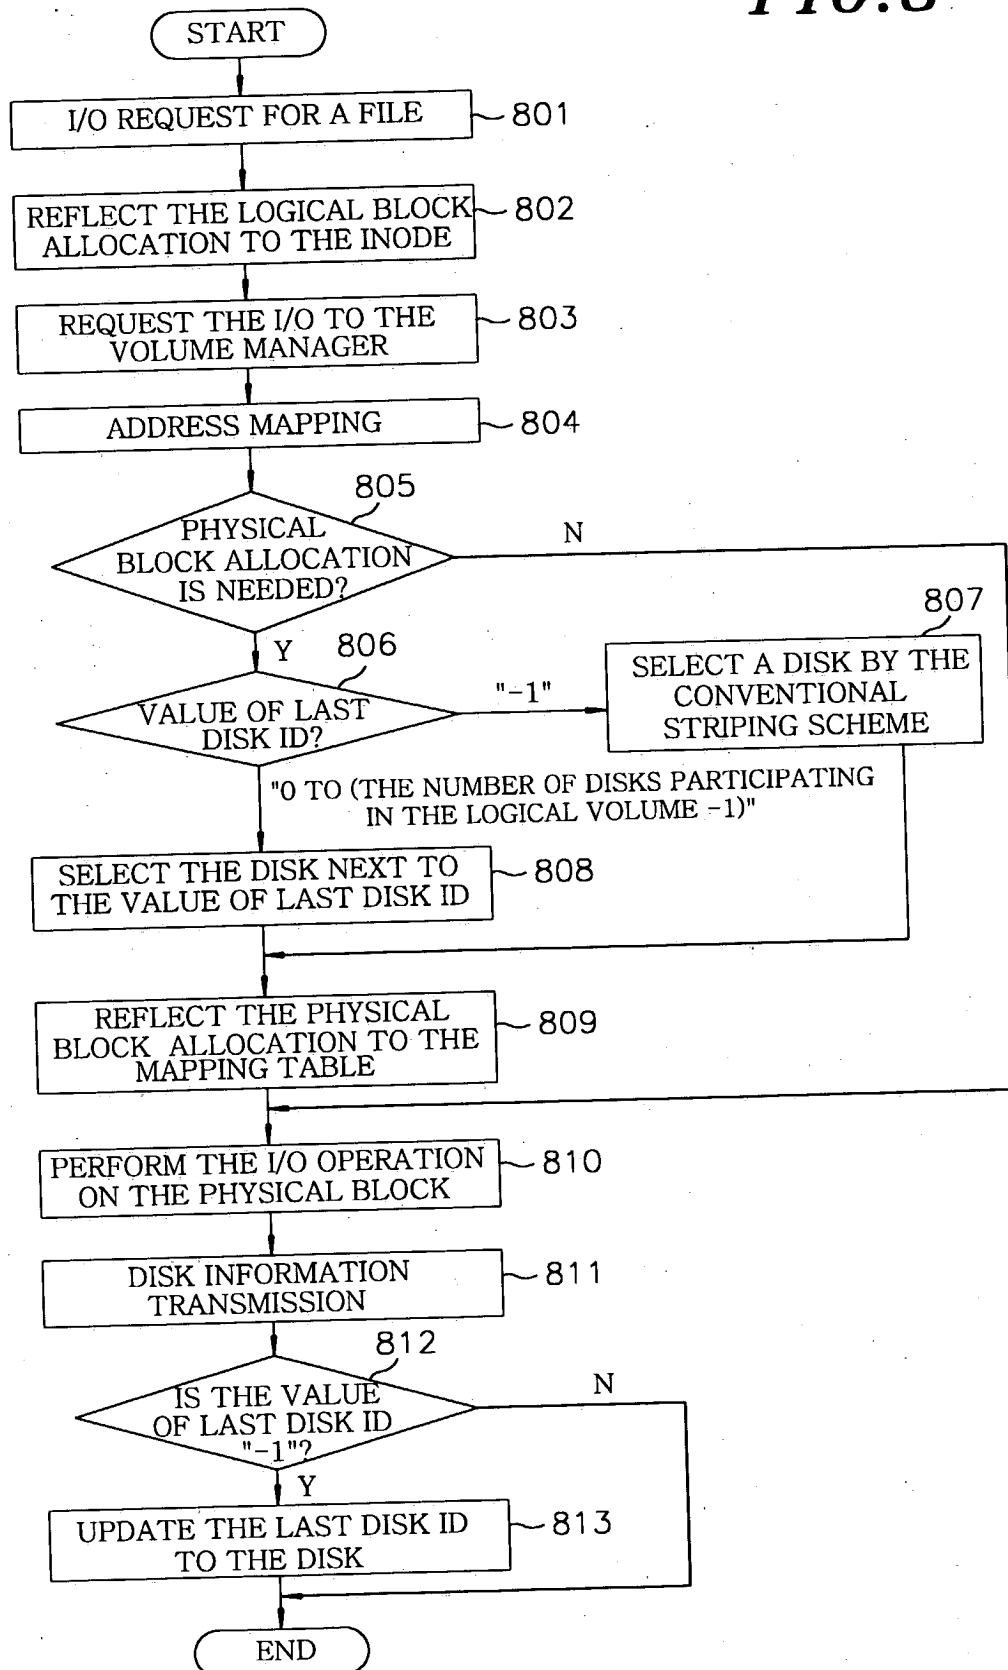 START
I/O REQUEST FOR A FILE
801
REFLECT THE LOGICAL BLOCK
ALLOCATION TO THE INODE
802
REQUEST THE I/O TO THE
VOLUME MANAGER
803
ADDRESS MAPPING
804
805
PHYSICAL
BLOCK ALLOCATION
IS NEEDED?
N
Y
806
VALUE OF LAST
DISK ID?
"-1"
807
SELECT A DISK BY THE
CONVENTIONAL
STRIPING SCHEME
"0 TO (THE NUMBER OF DISKS PARTICIPATING
IN THE LOGICAL VOLUME -1)"
SELECT THE DISK NEXT TO
THE VALUE OF LAST DISK ID
808
REFLECT THE PHYSICAL
BLOCK ALLOCATION TO THE
MAPPING TABLE
809
PERFORM THE I/O OPERATION
ON THE PHYSICAL BLOCK
810
DISK INFORMATION
TRANSMISSION
811
812
IS THE VALUE
OF LAST DISK ID
"-1"?
N
Y
UPDATE THE LAST DISK ID
TO THE DISK
813
END